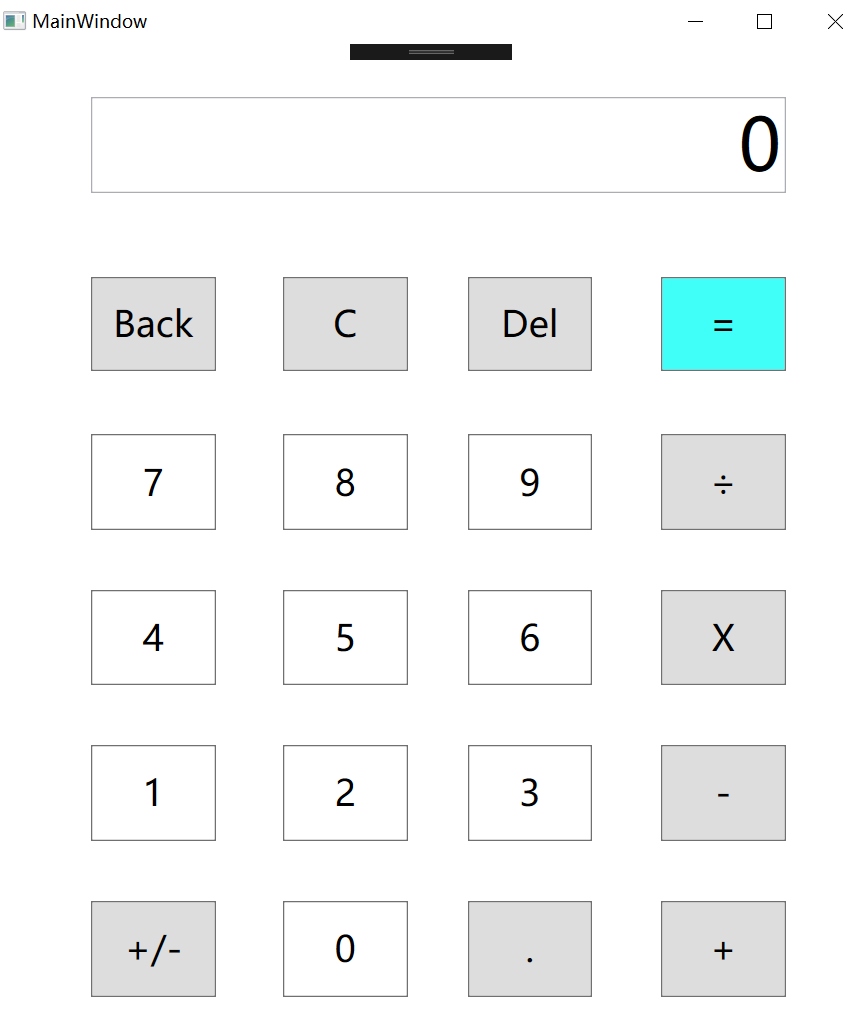 MainWindow
0
Back C Del =
7 8 9 ÷
4 5 6 X
1 2 3 -
+/- 0 . +